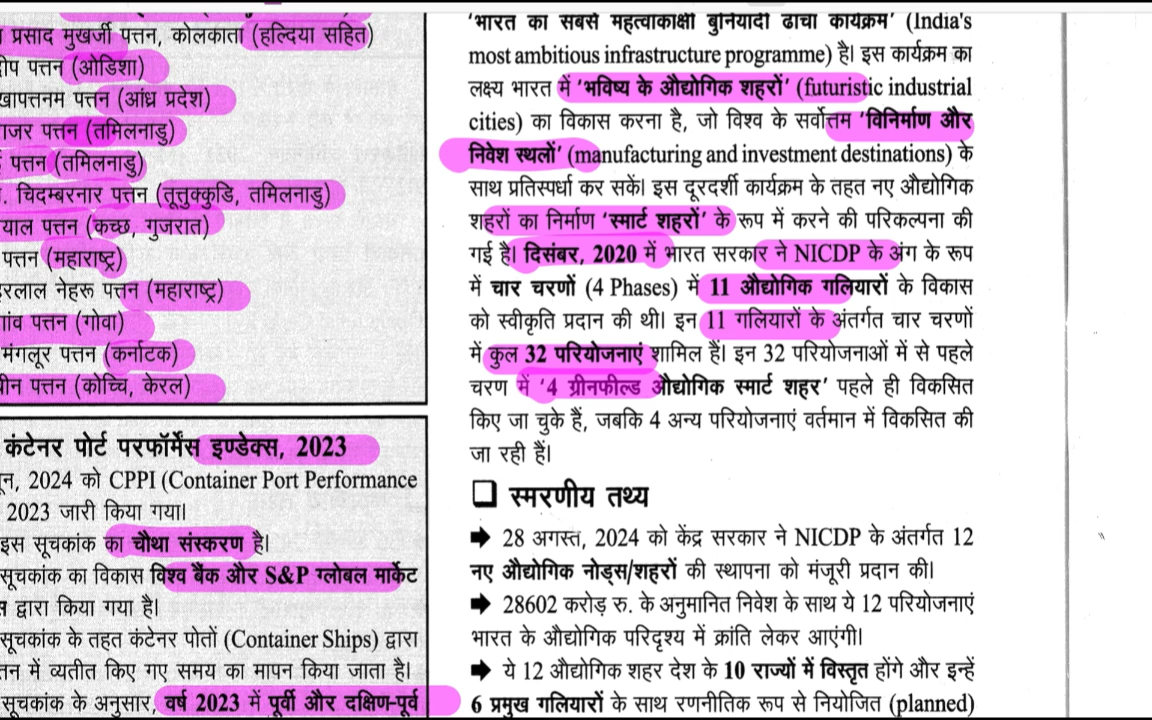 प्रसाद मुखर्जी पत्तन, कोलकाता (हल्दिया सहित)
पत्तन (ओडिशा)
पत्तन (आंध्र प्रदेश)
पत्तन (तमिलनाडु)
पत्तन (तमिलनाडु)
. चिदम्बरनार पत्तन (तूत्तुक्कुडि, तमिलनाडु)
पत्तन (कच्छ, गुजरात)
पत्तन (महाराष्ट्र)
नेहरू पत्तन (महाराष्ट्र)
पत्तन (गोवा)
मंगलूर पत्तन (कर्नाटक)
पत्तन (कोच्चि, केरल)
कंटेनर पोर्ट परफॉर्मेंस इण्डेक्स, 2023
, 2024 को CPPI (Container Port Performance
2023 जारी किया गया।
इस सूचकांक का चौथा संस्करण है।
सूचकांक का विकास विश्व बैंक और S&P ग्लोबल मार्केट
द्वारा किया गया है।
सूचकांक के तहत कंटेनर पोतों (Container Ships) द्वारा
में व्यतीत किए गए समय का मापन किया जाता है।
सूचकांक के अनुसार, वर्ष 2023 में पूर्वी और दक्षिण-पूर्व
'भारत का सबसे महत्वाकांक्षी बुनियादी ढांचा कार्यक्रम' (India's
most ambitious infrastructure programme) है। इस कार्यक्रम का
लक्ष्य भारत में 'भविष्य के औद्योगिक शहरों' (futuristic industrial
cities) का विकास करना है, जो विश्व के सर्वोत्तम 'विनिर्माण और
निवेश स्थलों' (manufacturing and investment destinations) के
साथ प्रतिस्पर्धा कर सकें। इस दूरदर्शी कार्यक्रम के तहत नए औद्योगिक
शहरों का निर्माण 'स्मार्ट शहरों' के रूप में करने की परिकल्पना की
गई है। दिसंबर, 2020 में भारत सरकार ने NICDP के अंग के रूप
में चार चरणों (4 Phases) में 11 औद्योगिक गलियारों के विकास
को स्वीकृति प्रदान की थी। इन 11 गलियारों के अंतर्गत चार चरणों
में कुल 32 परियोजनाएं शामिल हैं। इन 32 परियोजनाओं में से पहले
चरण में '4 ग्रीनफील्ड औद्योगिक स्मार्ट शहर' पहले ही विकसित
किए जा चुके हैं, जबकि 4 अन्य परियोजनाएं वर्तमान में विकसित की
जा रही हैं।
❑ स्मरणीय तथ्य
➡ 28 अगस्त, 2024 को केंद्र सरकार ने NICDP के अंतर्गत 12
नए औद्योगिक नोड्स/शहरों की स्थापना को मंजूरी प्रदान की।
➡ 28602 करोड़ रु. के अनुमानित निवेश के साथ ये 12 परियोजनाएं
भारत के औद्योगिक परिदृश्य में क्रांति लेकर आएंगी।
➡ ये 12 औद्योगिक शहर देश के 10 राज्यों में विस्तृत होंगे और इन्हें
6 प्रमुख गलियारों के साथ रणनीतिक रूप से नियोजित (planned)